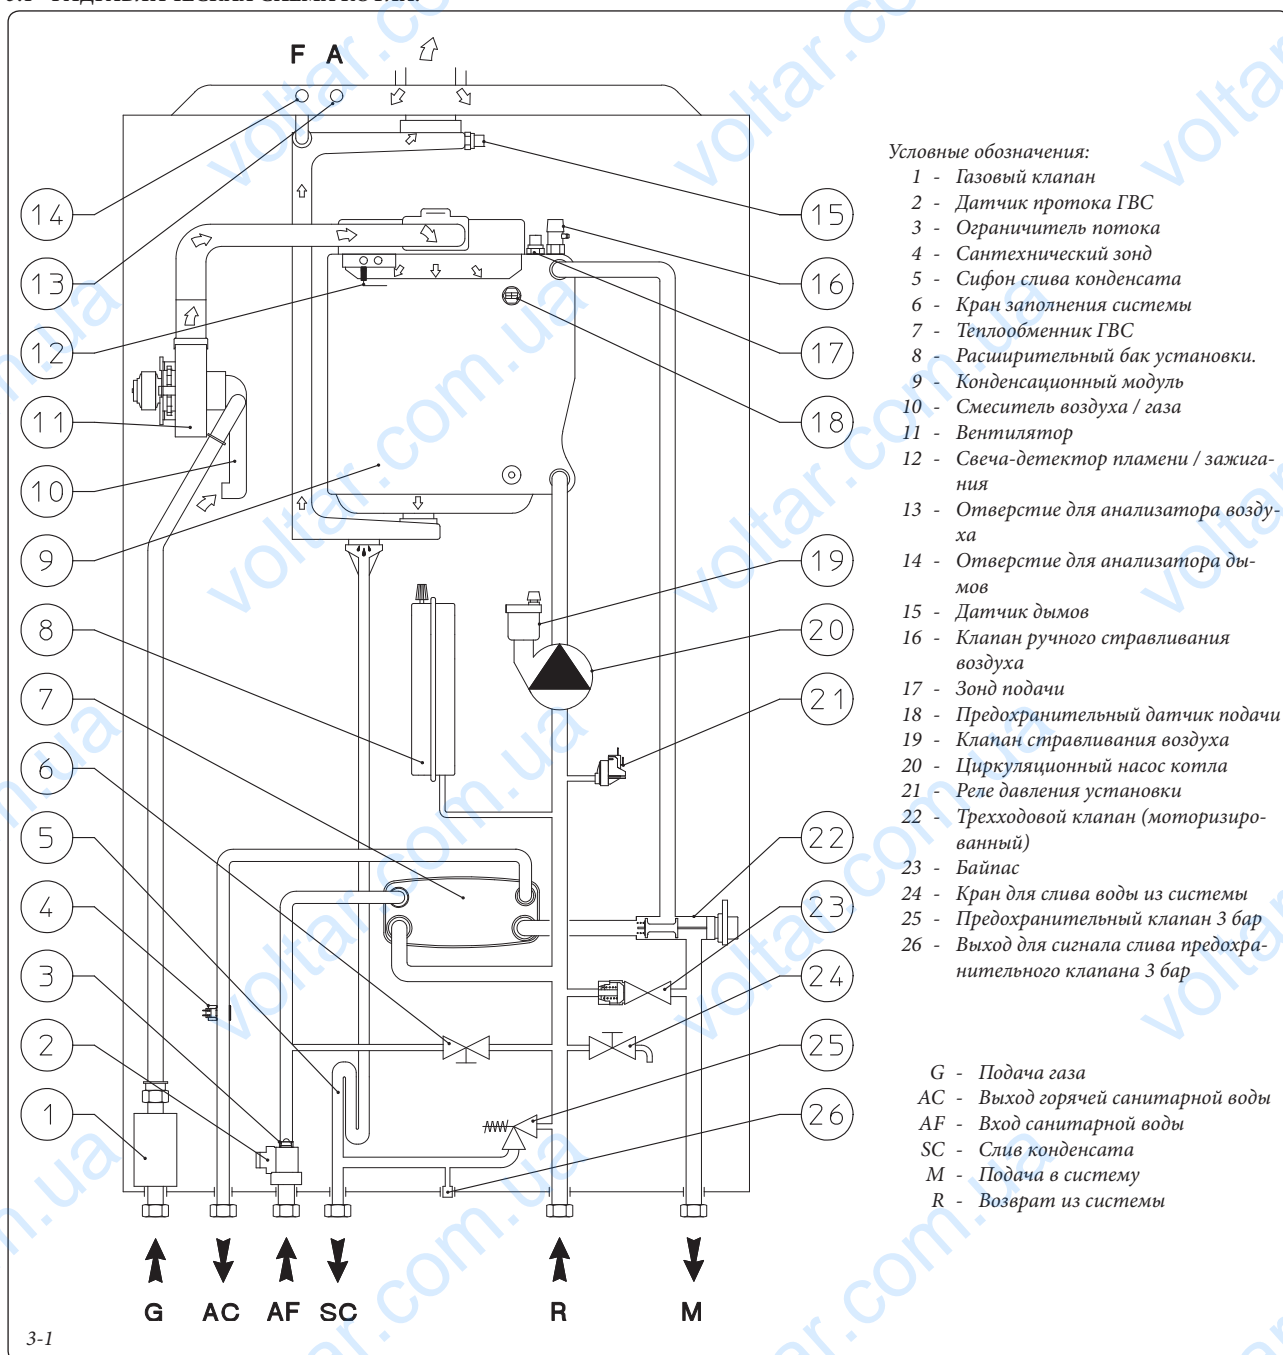 3.1 ГИДРАВЛИЧЕСКАЯ СХЕМА КОТЛА.
F A
Условные обозначения:
1 - Газовый клапан
2 - Датчик протока ГВС
3 - Ограничитель потока
4 - Сантехнический зонд
5 - Сифон слива конденсата
6 - Кран заполнения системы
7 - Теплообменник ГВС
8 - Расширительный бак установки.
9 - Конденсационный модуль
10 - Смеситель воздуха / газа
11 - Вентилятор
12 - Свеча-детектор пламени / зажига-
ния
13 - Отверстие для анализатора возду-
ха
14 - Отверстие для анализатора ды-
мов
15 - Датчик дымов
16 - Клапан ручного стравливания
воздуха
17 - Зонд подачи
18 - Предохранительный датчик подачи
19 - Клапан стравливания воздуха
20 - Циркуляционный насос котла
21 - Реле давления установки
22 - Трехходовой клапан (моторизиро-
ванный)
23 - Байпас
24 - Кран для слива воды из системы
25 - Предохранительный клапан 3 бар
26 - Выход для сигнала слива предохра-
нительного клапана 3 бар
G - Подача газа
AC - Выход горячей санитарной воды
AF - Вход санитарной воды
SC - Слив конденсата
M - Подача в систему
R - Возврат из системы
14
13
12
11
10
9
8
7
6
5
4
3
2
1
15
16
17
18
19
20
21
22
23
24
25
26
G AC AF SC R M
3-1
voltar.com.ua